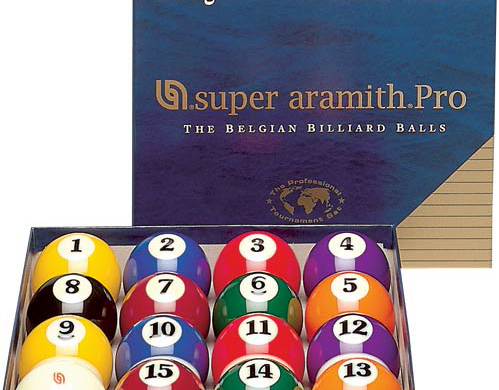 super aramith.Pro
THE BELGIAN BILLIARD BALLS
The Professional
Tournament Set
1 2 3 4
8 7 6 5
9 10 11 12
15 14 13